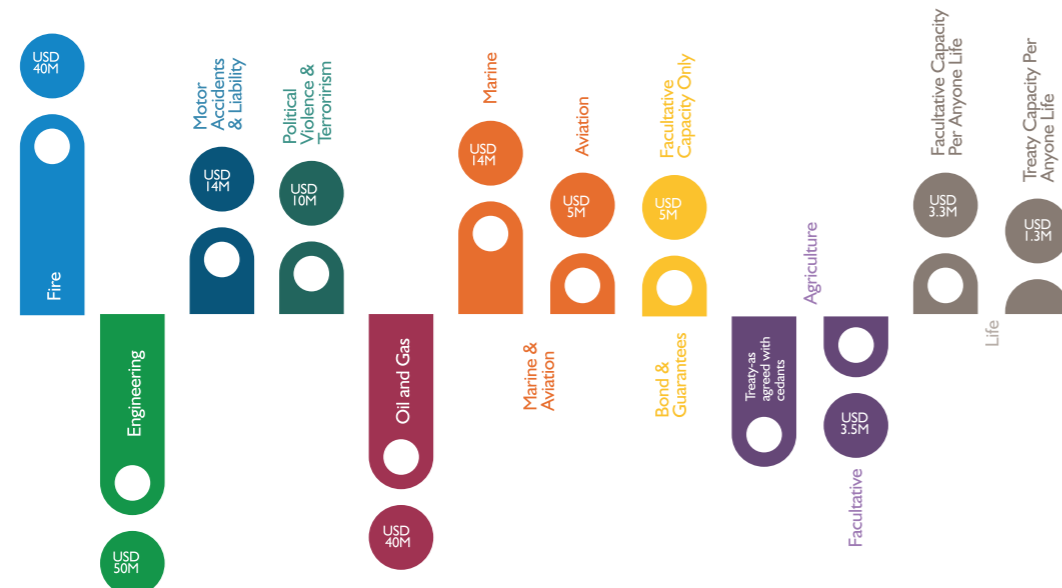 USD
40M
Fire
Engineering
USD
50M
Motor
Accidents
& Liability
USD
14M
Political
Violence &
Terrorirism
USD
10M
Oil and Gas
USD
40M
Marine
USD
14M
Aviation
USD
5M
Marine &
Aviation
Facultative
Capacity Only
USD
5M
Bond &
Guarantees
Agriculture
Treaty-as
agreed with
cedants
USD
3.5M
Facultative
Facultative Capacity
Per Anyone Life
USD
3.3M
Treaty Capacity Per
Anyone Life
USD
1.3M
Life